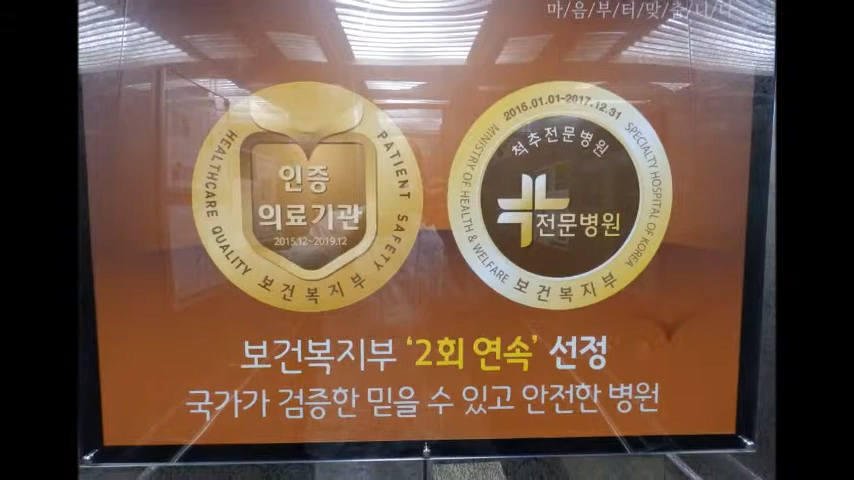 마/음/부/터/맞/춥/니/다
HEALTHCARE QUALITY
PATIENT SAFETY
인증
의료기관
2015.12~2019.12
보건복지부
2015.01.01-2017.12.31
MINISTRY OF HEALTH & WELFARE
SPECIALTY HOSPITAL OF KOREA
척추전문병원
전문병원
보건복지부
보건복지부 '2회 연속' 선정
국가가 검증한 믿을 수 있고 안전한 병원